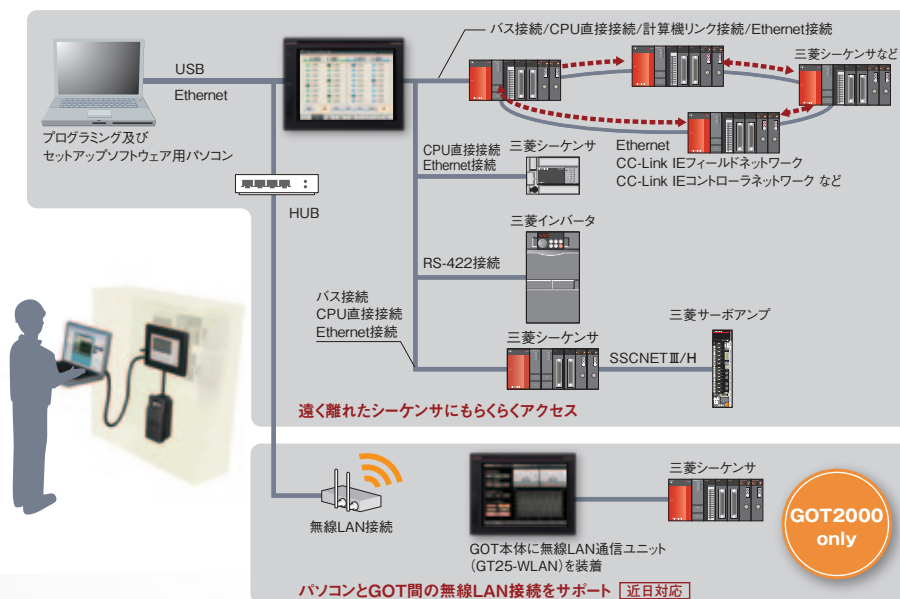 バス接続/CPU直接接続/計算機リンク接続/Ethernet接続
三菱シーケンサなど
USB
Ethernet
プログラミング及び
セットアップソフトウェア用パソコン
Ethernet
CC-Link IEフィールドネットワーク
CC-Link IEコントローラネットワーク など
CPU直接接続
Ethernet接続
三菱シーケンサ
HUB
三菱インバータ
RS-422接続
バス接続
CPU直接接続
Ethernet接続
三菱シーケンサ
SSCNETⅢ/H
三菱サーボアンプ
遠く離れたシーケンサにもらくらくアクセス
無線LAN接続
三菱シーケンサ
GOT本体に無線LAN通信ユニット
(GT25-WLAN)を装着
GOT2000
only
パソコンとGOT間の無線LAN接続をサポート 近日対応